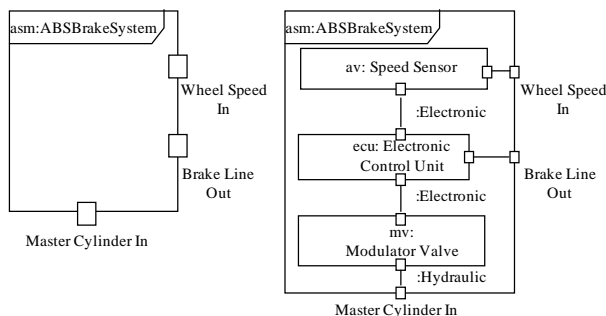 asm:ABSBrakeSystem
Wheel Speed
In
Brake Line
Out
Master Cylinder In
asm:ABSBrakeSystem
av: Speed Sensor
Wheel Speed
In
:Electronic
ecu: Electronic
Control Unit
Brake Line
Out
:Electronic
mv:
Modulator Valve
:Hydraulic
Master Cylinder In